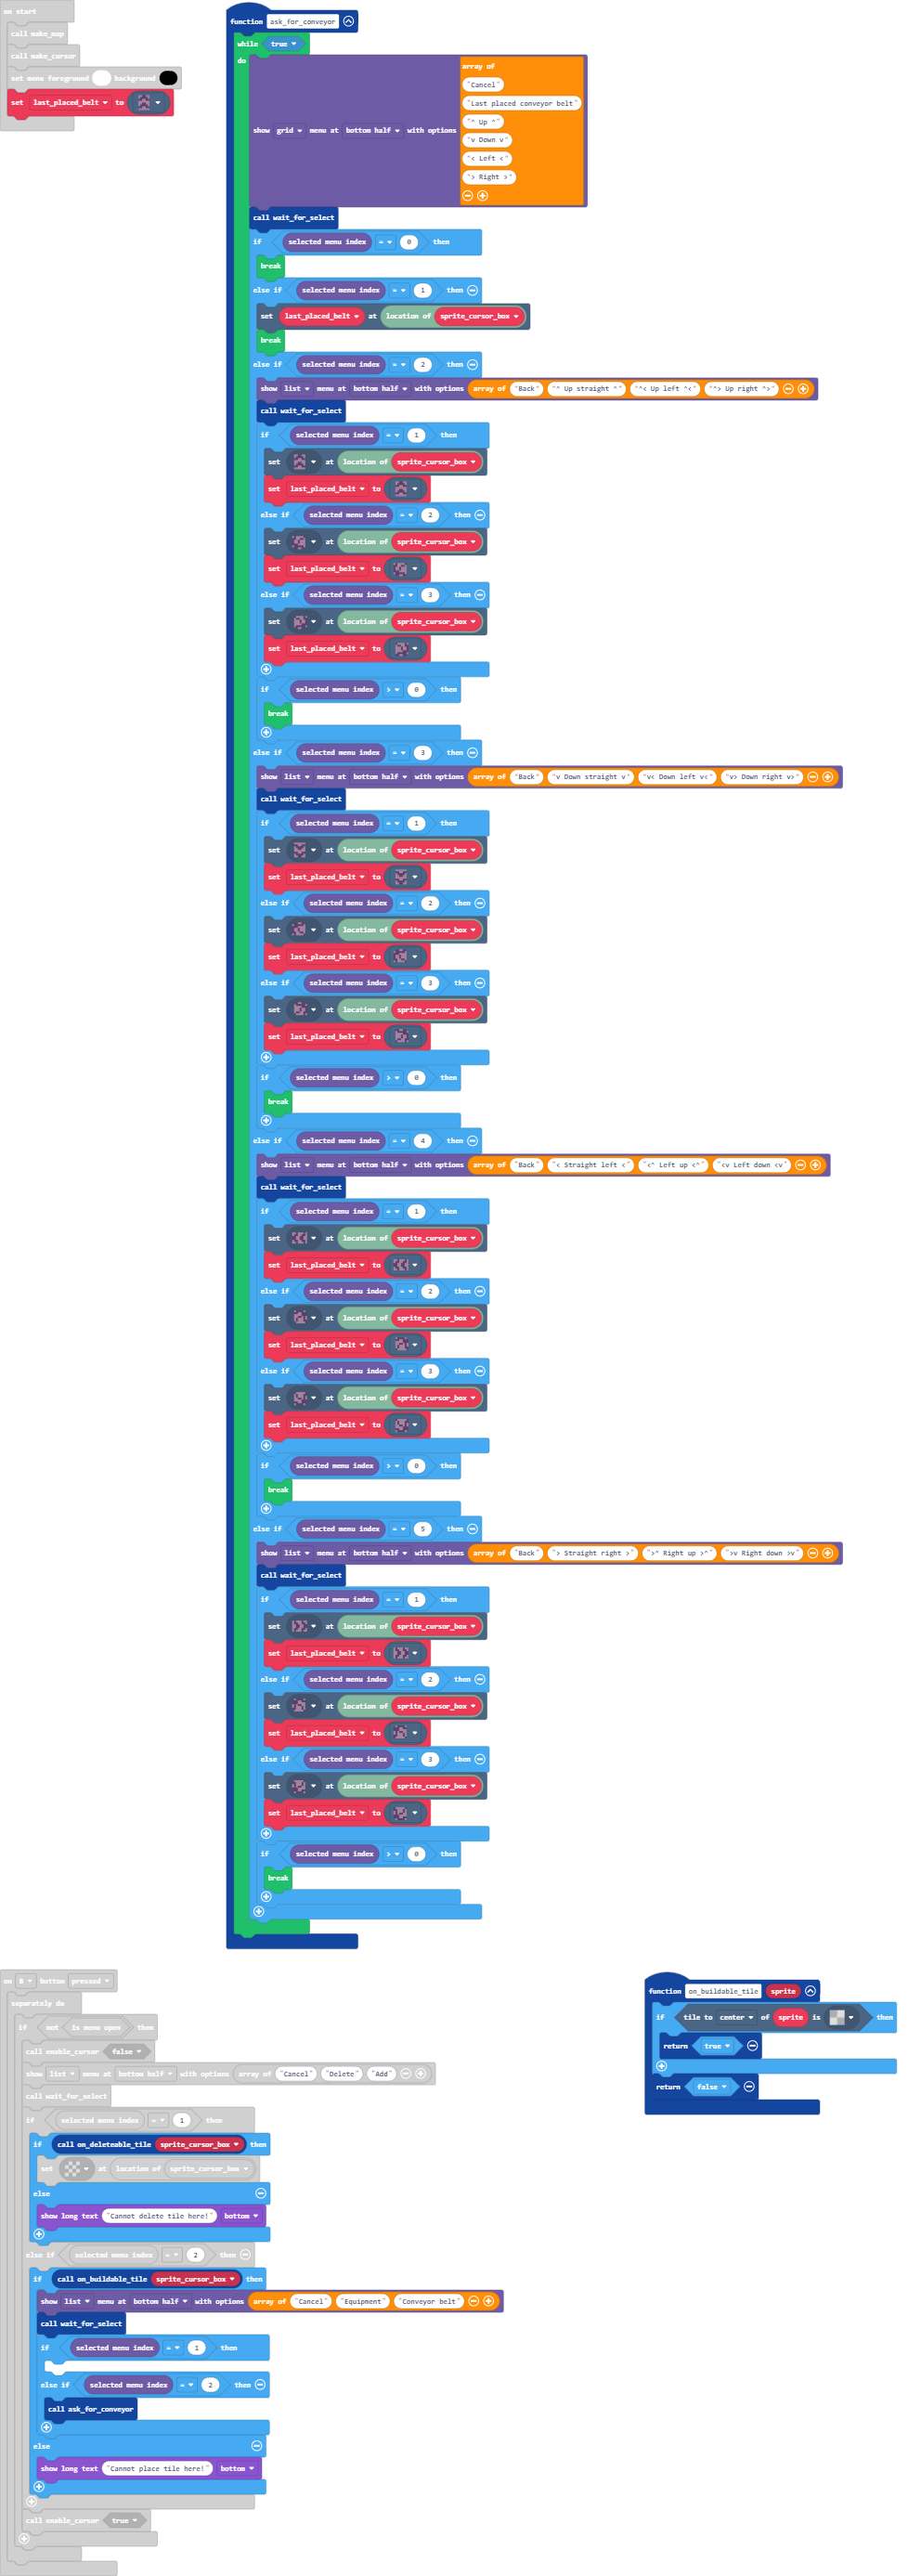 on start
call make_map
call make_cursor
set menu foreground background
set last_placed_belt to
function ask_for_conveyor
while true
do
show grid menu at bottom half with options
array of
"Cancel"
"Last placed conveyor belt"
"^ Up ^"
"v Down v"
"< Left <"
"> Right >"
call wait_for_select
if selected menu index = 0 then
break
else if selected menu index = 1 then
set last_placed_belt at location of sprite_cursor_box
break
else if selected menu index = 2 then
show list menu at bottom half with options array of "Back" "^ Up straight ^" "^< Up left ^<" "^> Up right ^>"
call wait_for_select
if selected menu index = 1 then
set at location of sprite_cursor_box
set last_placed_belt to
else if selected menu index = 2 then
set at location of sprite_cursor_box
set last_placed_belt to
else if selected menu index = 3 then
set at location of sprite_cursor_box
set last_placed_belt to
if selected menu index > 0 then
break
else if selected menu index = 3 then
show list menu at bottom half with options array of "Back" "v Down straight v" "v< Down left v<" "v> Down right v>"
call wait_for_select
if selected menu index = 1 then
set at location of sprite_cursor_box
set last_placed_belt to
else if selected menu index = 2 then
set at location of sprite_cursor_box
set last_placed_belt to
else if selected menu index = 3 then
set at location of sprite_cursor_box
set last_placed_belt to
if selected menu index > 0 then
break
else if selected menu index = 4 then
show list menu at bottom half with options array of "Back" "< Straight left <" "<^ Left up <^" "<v Left down <v"
call wait_for_select
if selected menu index = 1 then
set at location of sprite_cursor_box
set last_placed_belt to
else if selected menu index = 2 then
set at location of sprite_cursor_box
set last_placed_belt to
else if selected menu index = 3 then
set at location of sprite_cursor_box
set last_placed_belt to
if selected menu index > 0 then
break
else if selected menu index = 5 then
show list menu at bottom half with options array of "Back" "> Straight right >" ">^ Right up >^" ">v Right down >v"
call wait_for_select
if selected menu index = 1 then
set at location of sprite_cursor_box
set last_placed_belt to
else if selected menu index = 2 then
set at location of sprite_cursor_box
set last_placed_belt to
else if selected menu index = 3 then
set at location of sprite_cursor_box
set last_placed_belt to
if selected menu index > 0 then
break
on B button pressed
separately do
if not is menu open then
call enable_cursor false
show list menu at bottom half with options array of "Cancel" "Delete" "Add"
call wait_for_select
if selected menu index = 1 then
if call on_deleteable_tile sprite_cursor_box then
set at location of sprite_cursor_box
else
show long text "Cannot delete tile here!" bottom
else if selected menu index = 2 then
if call on_buildable_tile sprite_cursor_box then
show list menu at bottom half with options array of "Cancel" "Equipment" "Conveyor belt"
call wait_for_select
if selected menu index = 1 then
else if selected menu index = 2 then
call ask_for_conveyor
else
show long text "Cannot place tile here!" bottom
call enable_cursor true
function on_buildable_tile sprite
if tile to center of sprite is then
return true
return false